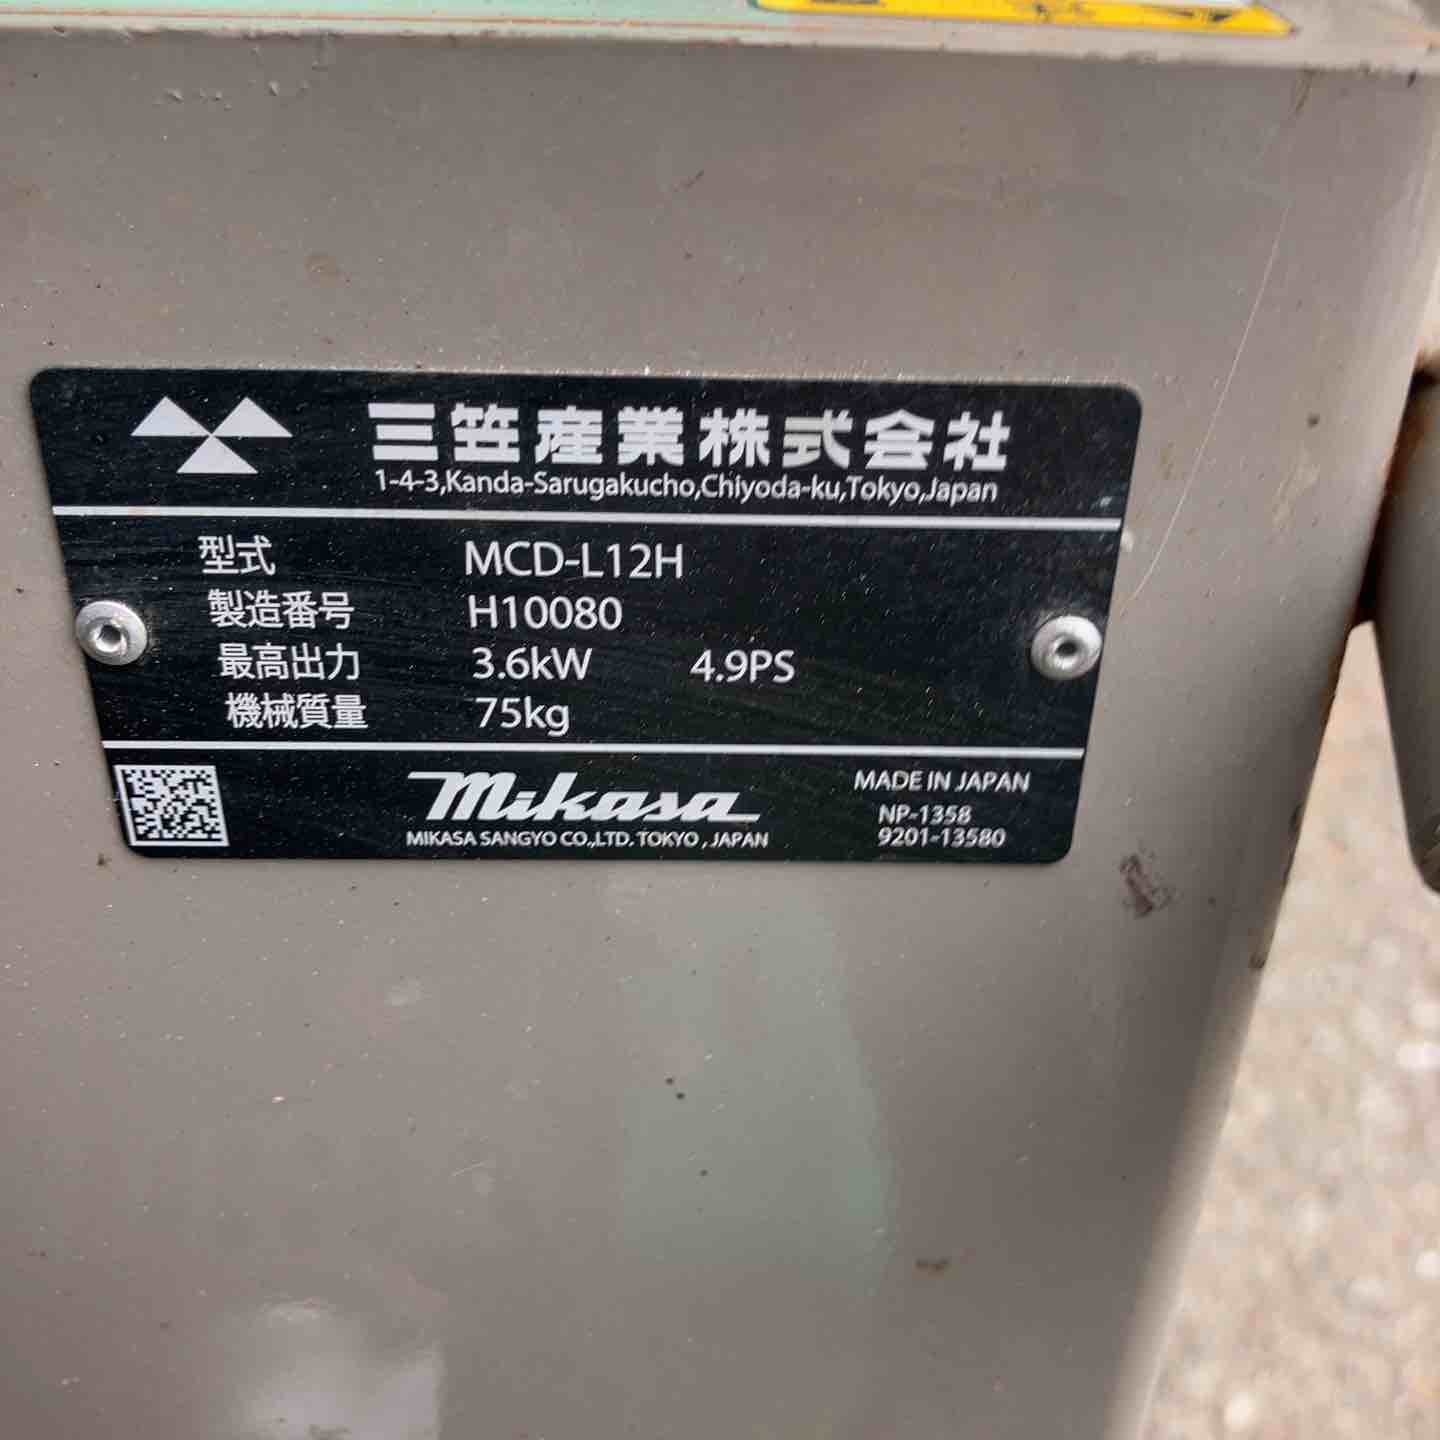 三笠産業株式会社
1-4-3,Kanda-Sarugakucho,Chiyoda-ku,Tokyo,Japan
型式 MCD-L12H
製造番号 H10080
最高出力 3.6kW 4.9PS
機械質量 75kg
mikasa
MIKASA SANGYO CO.,LTD. TOKYO , JAPAN
MADE IN JAPAN
NP-1358
9201-13580